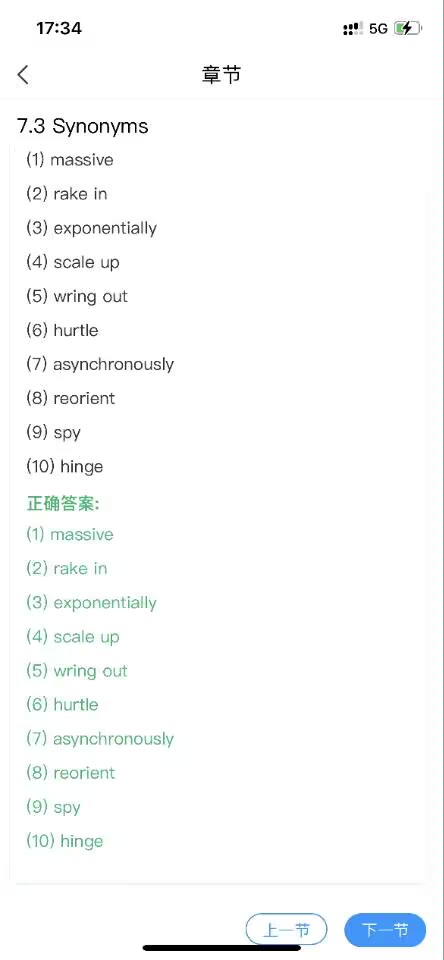 17:34
5G
章节
7.3 Synonyms
(1) massive
(2) rake in
(3) exponentially
(4) scale up
(5) wring out
(6) hurtle
(7) asynchronously
(8) reorient
(9) spy
(10) hinge
正确答案:
(1) massive
(2) rake in
(3) exponentially
(4) scale up
(5) wring out
(6) hurtle
(7) asynchronously
(8) reorient
(9) spy
(10) hinge
上一节
下一节